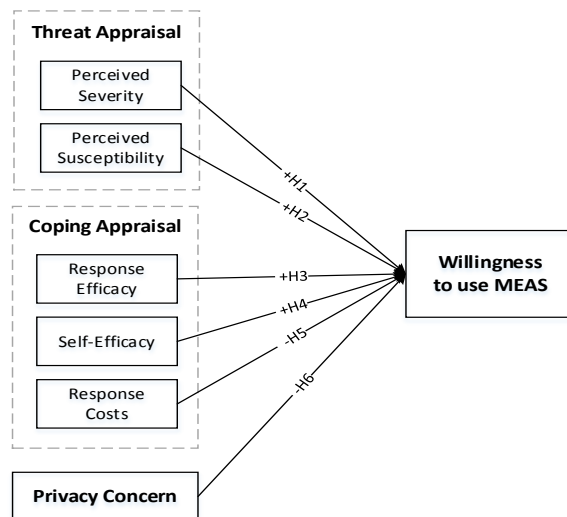 Threat Appraisal
Perceived
Severity
Perceived
Susceptibility
+H1
+H2
Coping Appraisal
Response
Efficacy
+H3
Self-Efficacy
+H4
Response
Costs
-H5
-H6
Privacy Concern
Willingness
to use MEAS